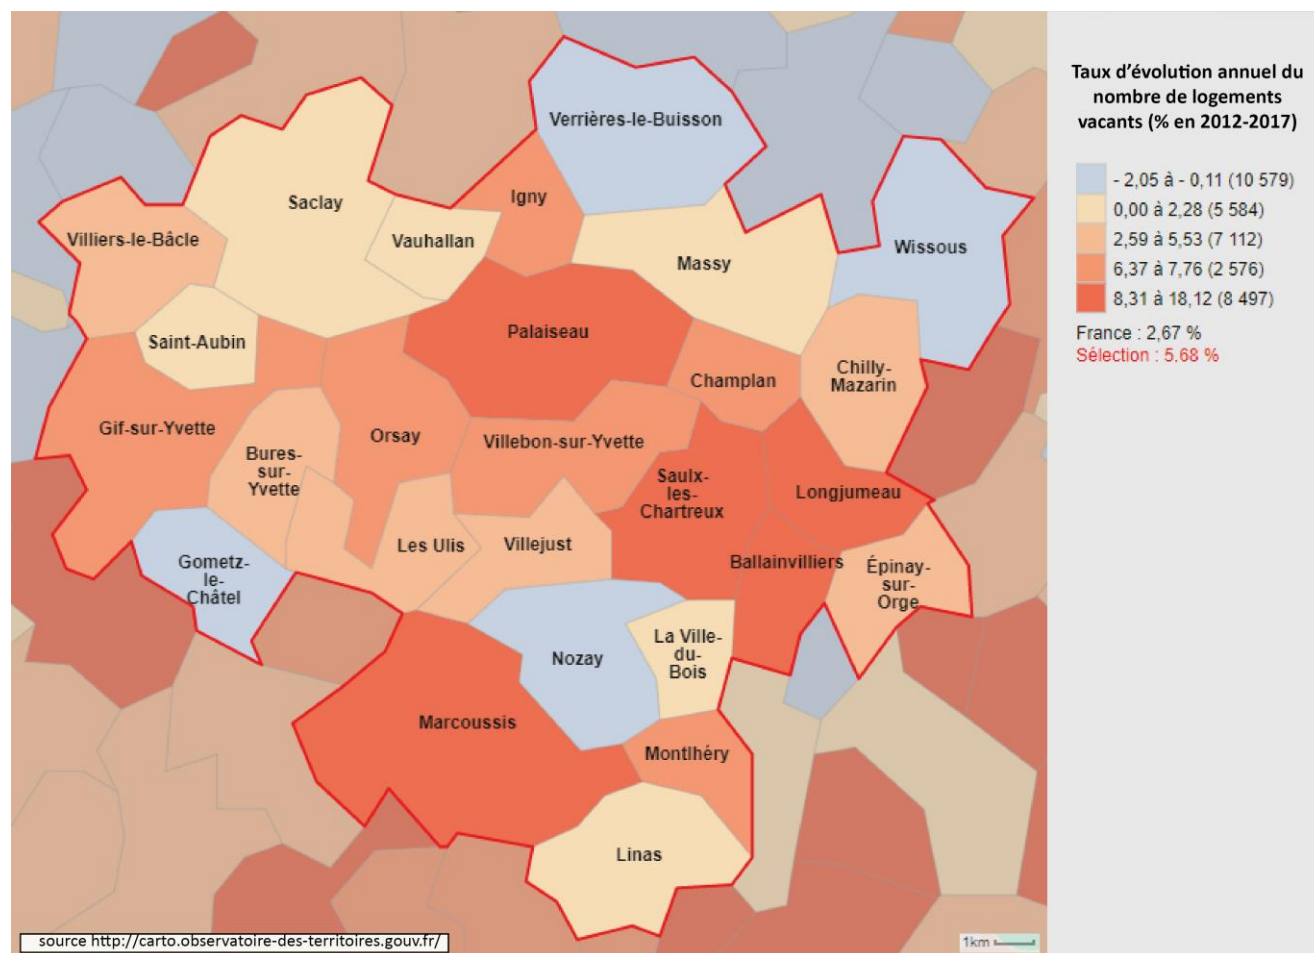 Taux d’évolution annuel du
nombre de logements
vacants (% en 2012-2017)
- 2,05 à - 0,11 (10 579)
0,00 à 2,28 (5 584)
2,59 à 5,53 (7 112)
6,37 à 7,76 (2 576)
8,31 à 18,12 (8 497)
France : 2,67 %
Sélection : 5.68 %
Verrières-le-Buisson
Igny
Saclay
Vauhallan
Villiers-le-Bâcle
Wissous
Massy
Palaiseau
Saint-Aubin
Champlan
Chilly-
Mazarin
Gif-sur-Yvette
Orsay
Villebon-sur-Yvette
Bures-
sur-
Yvette
Saulx-
les-
Chartreux
Longjumeau
Les Ulis
Villejust
Ballainvilliers
Épinay-
sur-
Orge
Gometz-
le-
Châtel
Nozay
La Ville-
du-
Bois
Marcoussis
Montlhéry
Linas
source http://carto.observatoire-des-territoires.gouv.fr/
1km